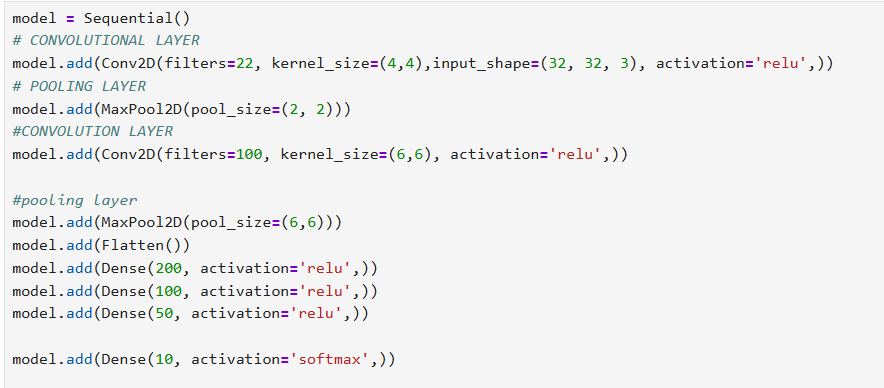 model = Sequential()
# CONVOLUTIONAL LAYER
model.add(Conv2D(filters=22, kernel_size=(4,4),input_shape=(32, 32, 3), activation='relu',))
# POOLING LAYER
model.add(MaxPool2D(pool_size=(2, 2)))
#CONVOLUTION LAYER
model.add(Conv2D(filters=100, kernel_size=(6,6), activation='relu',))
#pooling layer
model.add(MaxPool2D(pool_size=(6,6)))
model.add(Flatten())
model.add(Dense(200, activation='relu',))
model.add(Dense(100, activation='relu',))
model.add(Dense(50, activation='relu',))
model.add(Dense(10, activation='softmax',))